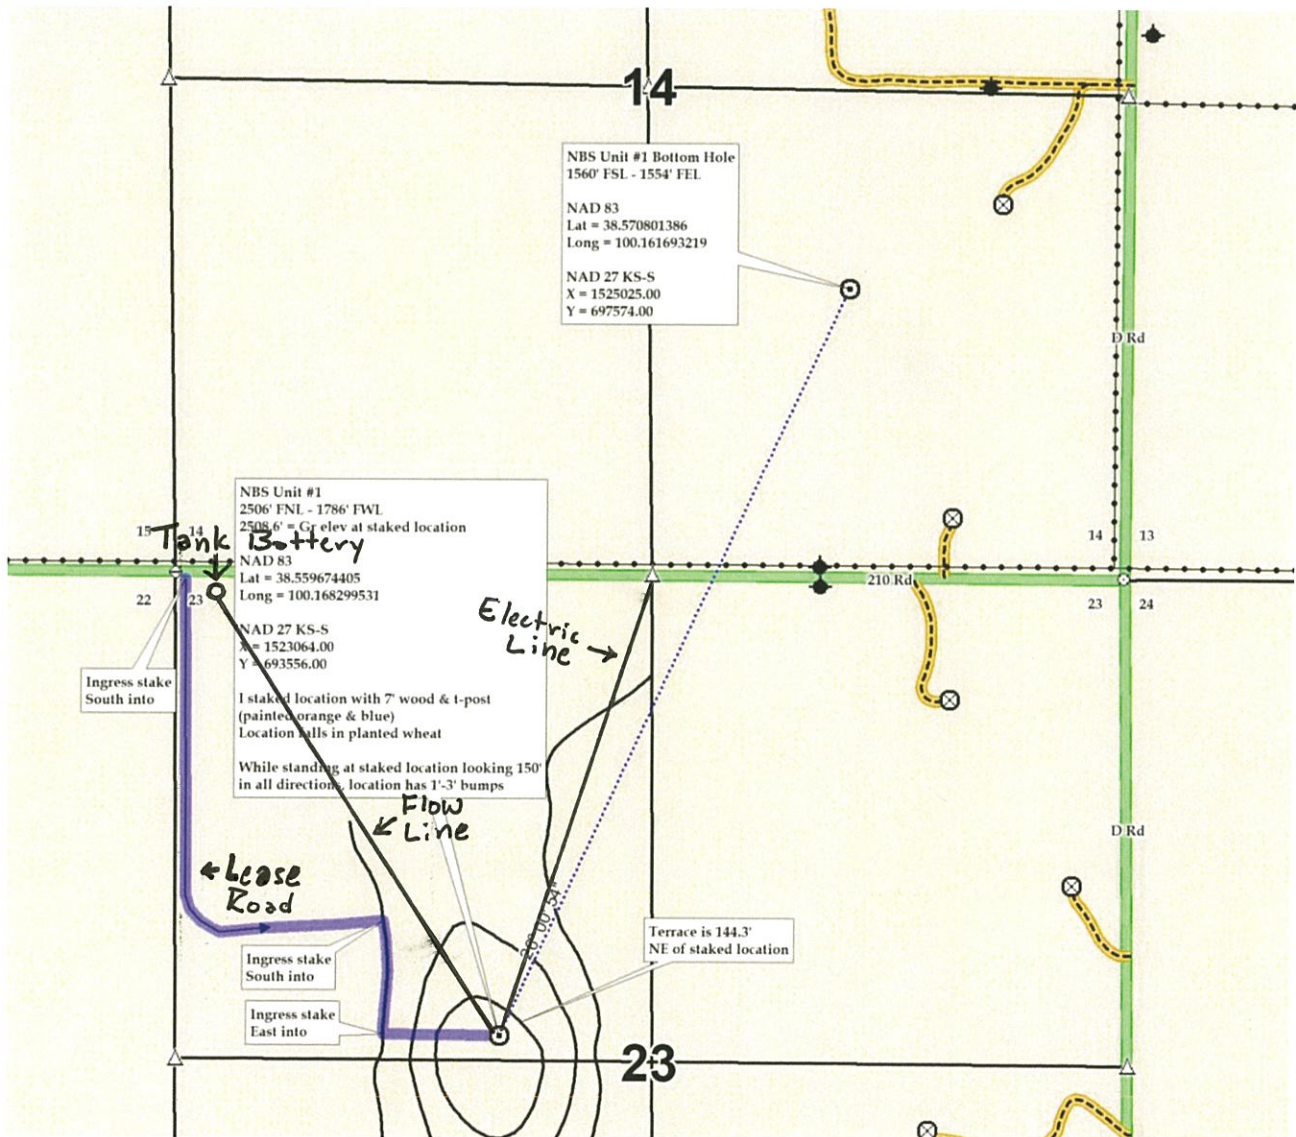 14
NBS Unit #1 Bottom Hole
1560' FSL - 1554' FEL
NAD 83
Lat = 38.570801386
Long = 100.161693219
NAD 27 KS-S
X = 1525025.00
Y = 697574.00
D Rd
NBS Unit #1
2506' FNL - 1786' FWL
2508.6' = Gr elev at staked location
NAD 83
Lat = 38.559674405
Long = 100.168299531
NAD 27 KS-S
X = 1523064.00
Y = 693556.00
I staked location with 7' wood & t-post
(painted orange & blue)
Location falls in planted wheat
While standing at staked location looking 150'
in all directions, location has 1'-3' bumps
15
14
Tank Battery
22
23
14
13
210 Rd
23
24
Electric
Line
Ingress stake
South into
Flow
Line
D Rd
Lease
Road
26° 00' 54"
Terrace is 144.3'
NE of staked location
Ingress stake
South into
Ingress stake
East into
23